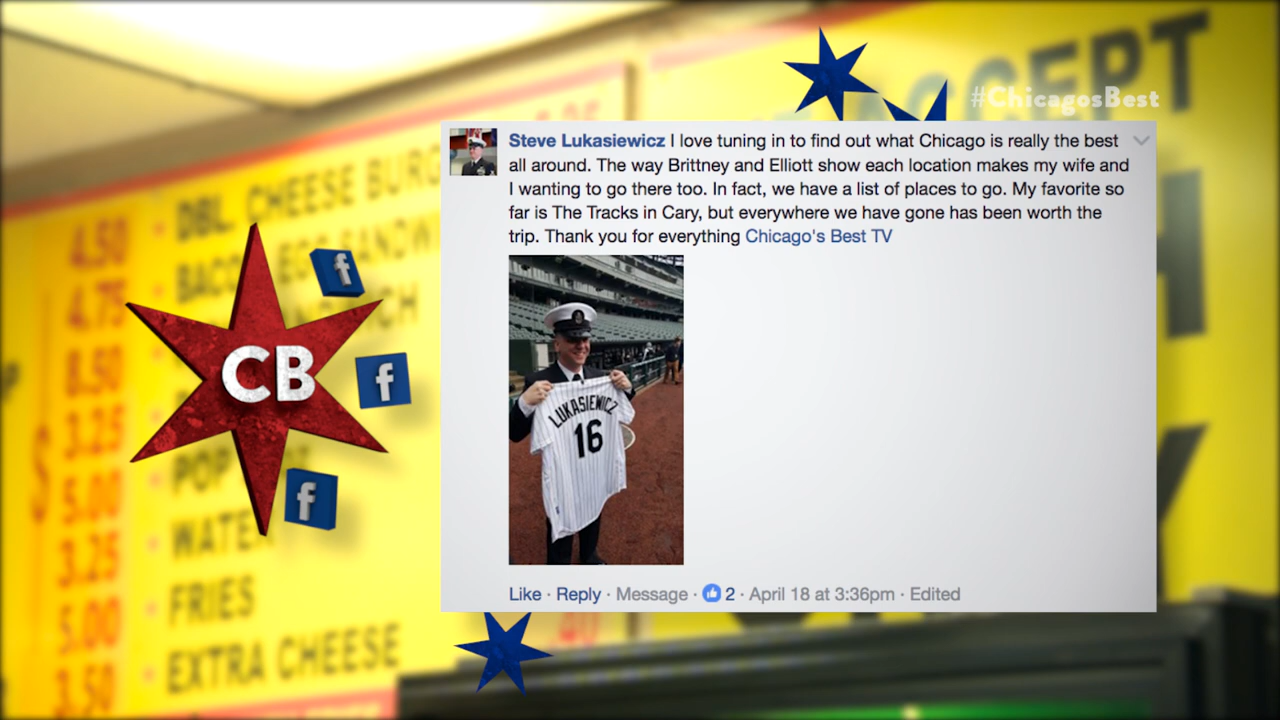 ACCEPT
#ChicagosBest
Steve Lukasiewicz I love tuning in to find out what Chicago is really the best
all around. The way Brittney and Elliott show each location makes my wife and
I wanting to go there too. In fact, we have a list of places to go. My favorite so
far is The Tracks in Cary, but everywhere we have gone has been worth the
trip. Thank you for everything Chicago's Best TV
LUKASIEWICZ
16
Like · Reply · Message · 2 · April 18 at 3:36pm · Edited
CB
f
f
f
4.50 DBL. CHEESE BURG
4.75
8.50
3.25
5.00 POP
3.25 WATE
5.00 FRIES
3.50 EXTRA CHEESE